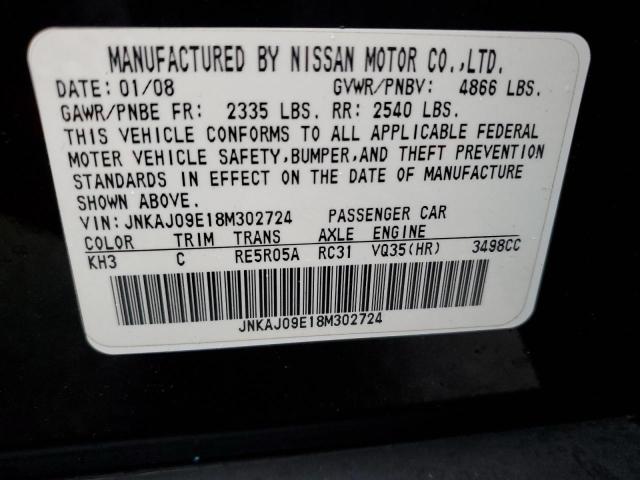 MANUFACTURED BY NISSAN MOTOR CO.,LTD.
DATE: 01/08 GVWR/PNBV: 4866 LBS.
GAWR/PNBE FR: 2335 LBS. RR: 2540 LBS.
THIS VEHICLE CONFORMS TO ALL APPLICABLE FEDERAL
MOTER VEHICLE SAFETY,BUMPER,AND THEFT PREVENTION
STANDARDS IN EFFECT ON THE DATE OF MANUFACTURE
SHOWN ABOVE.
VIN: JNKAJ09E18M302724 PASSENGER CAR
COLOR TRIM TRANS AXLE ENGINE
KH3 C RE5R05A RC31 VQ35(HR) 3498CC
JNKAJ09E18M302724